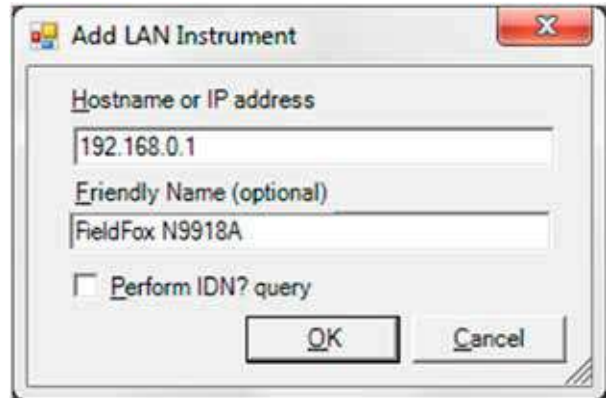 Add LAN Instrument
Hostname or IP address
192.168.0.1
Friendly Name (optional)
FieldFox N9918A
Perform IDN? query
OK Cancel